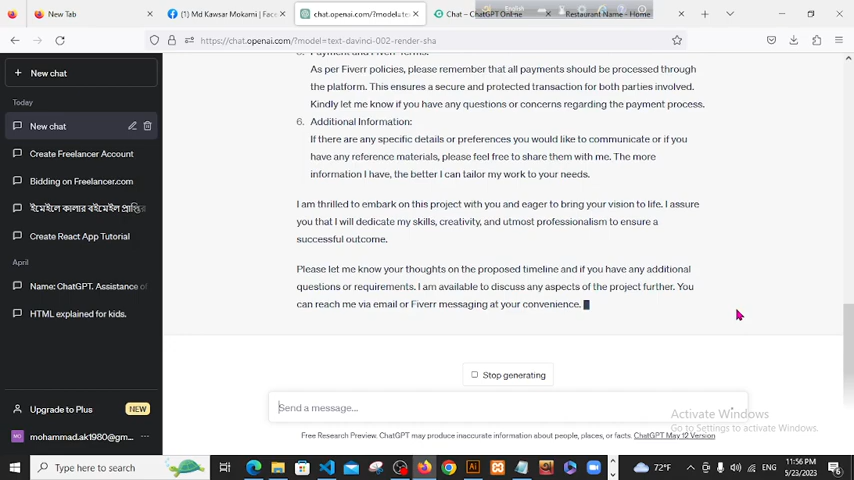 New Tab
(1) Md Kawsar Mokami | Fac
chat.openai.com/?model=tex
Chat – ChatGPT Online
Restaurant Name - Home
English
https://chat.openai.com/?model=text-davinci-002-render-sha
New chat
Today
New chat
Create Freelancer Account
Bidding on Freelancer.com
Create React App Tutorial
April
Name: ChatGPT. Assistance of
HTML explained for kids.
Upgrade to Plus
NEW
mohammad.ak1980@gm...
As per Fiverr policies, please remember that all payments should be processed through
the platform. This ensures a secure and protected transaction for both parties involved.
Kindly let me know if you have any questions or concerns regarding the payment process.
6. Additional Information:
If there are any specific details or preferences you would like to communicate or if you
have any reference materials, please feel free to share them with me. The more
information I have, the better I can tailor my work to your needs.
I am thrilled to embark on this project with you and eager to bring your vision to life. I assure
you that I will dedicate my skills, creativity, and utmost professionalism to ensure a
successful outcome.
Please let me know your thoughts on the proposed timeline and if you have any additional
questions or requirements. I am available to discuss any aspects of the project further. You
can reach me via email or Fiverr messaging at your convenience.
Stop generating
Send a message...
Activate Windows
Go to Settings to activate Windows.
Free Research Preview. ChatGPT may produce inaccurate information about people, places, or facts. ChatGPT May 12 Version
Type here to search
72°F
ENG
11:56 PM
5/23/2023